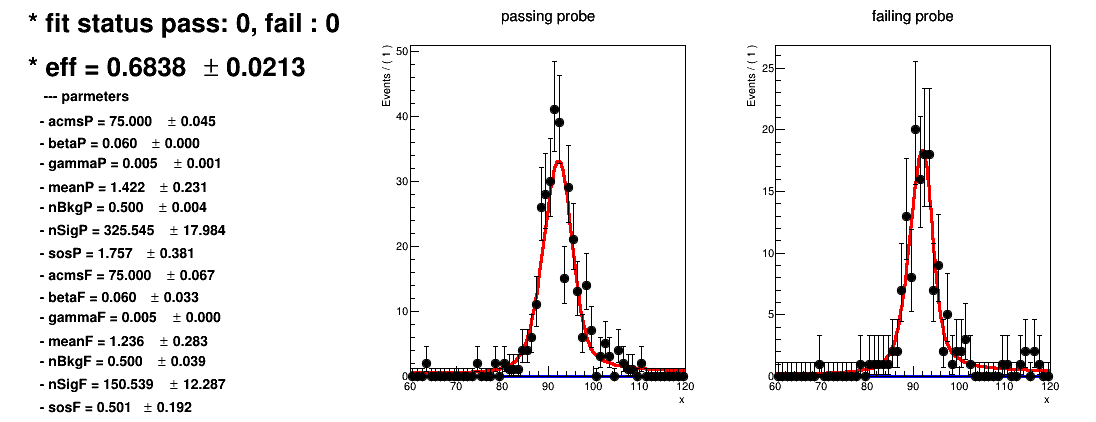 * fit status pass: 0, fail : 0
* eff = 0.6838 ± 0.0213
--- parmeters
- acmsP = 75.000 ± 0.045
- betaP = 0.060 ± 0.000
- gammaP = 0.005 ± 0.001
- meanP = 1.422 ± 0.231
- nBkgP = 0.500 ± 0.004
- nSigP = 325.545 ± 17.984
- sosP = 1.757 ± 0.381
- acmsF = 75.000 ± 0.067
- betaF = 0.060 ± 0.033
- gammaF = 0.005 ± 0.000
- meanF = 1.236 ± 0.283
- nBkgF = 0.500 ± 0.039
- nSigF = 150.539 ± 12.287
- sosF = 0.501 ± 0.192
passing probe
Events / ( 1 )
50
40
30
20
10
0
60 70 80 90 100 110 120
x
failing probe
Events / ( 1 )
25
20
15
10
5
0
60 70 80 90 100 110 120
x